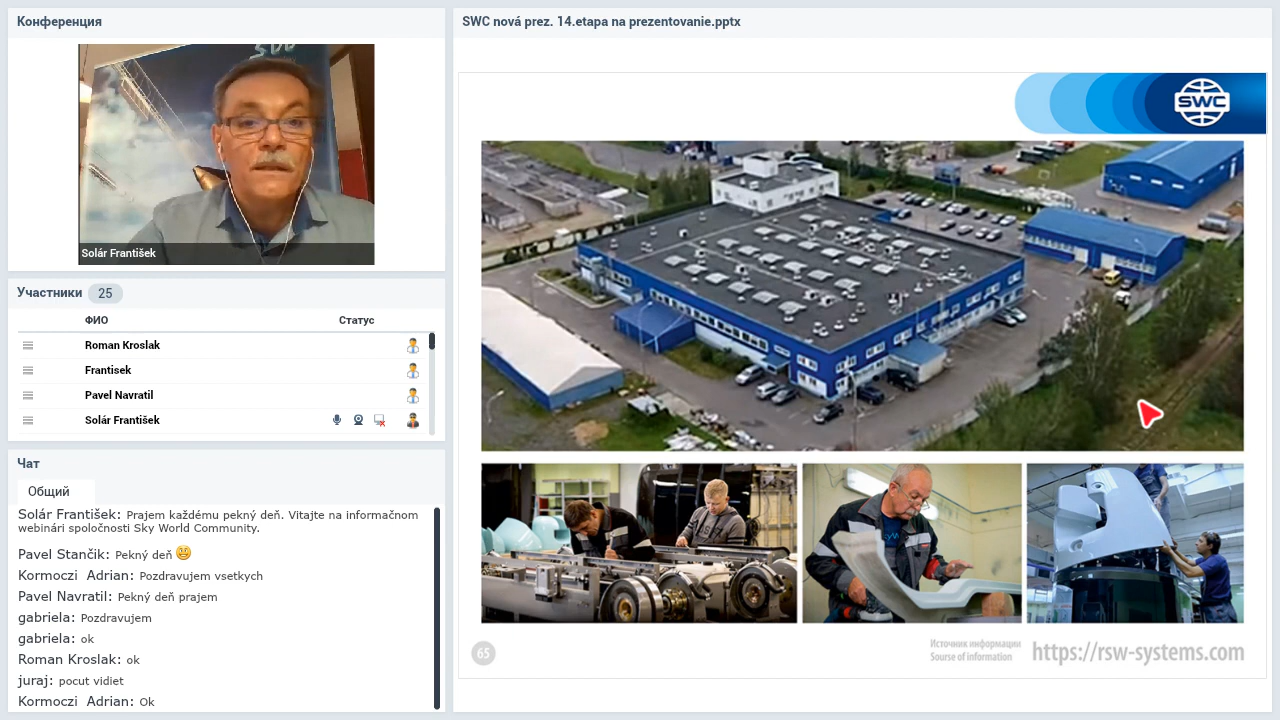 Конференция
Solár František
Участники 25
ФИО Статус
Roman Kroslak
Frantisek
Pavel Navratil
Solár František
Чат
Общий
Solár František: Prajem každému pekný deň. Vitajte na informačnom
webinári spoločnosti Sky World Community.
Pavel Stančik: Pekný deň
Kormoczi Adrian: Pozdravujem vsetkych
Pavel Navratil: Pekný deň prajem
gabriela: Pozdravujem
gabriela: ok
Roman Kroslak: ok
juraj: pocut vidiet
Kormoczi Adrian: Ok
SWC nová prez. 14.etapa na prezentovanie.pptx
SWC
65
Источник информации
Sourse of information
https://rsw-systems.com